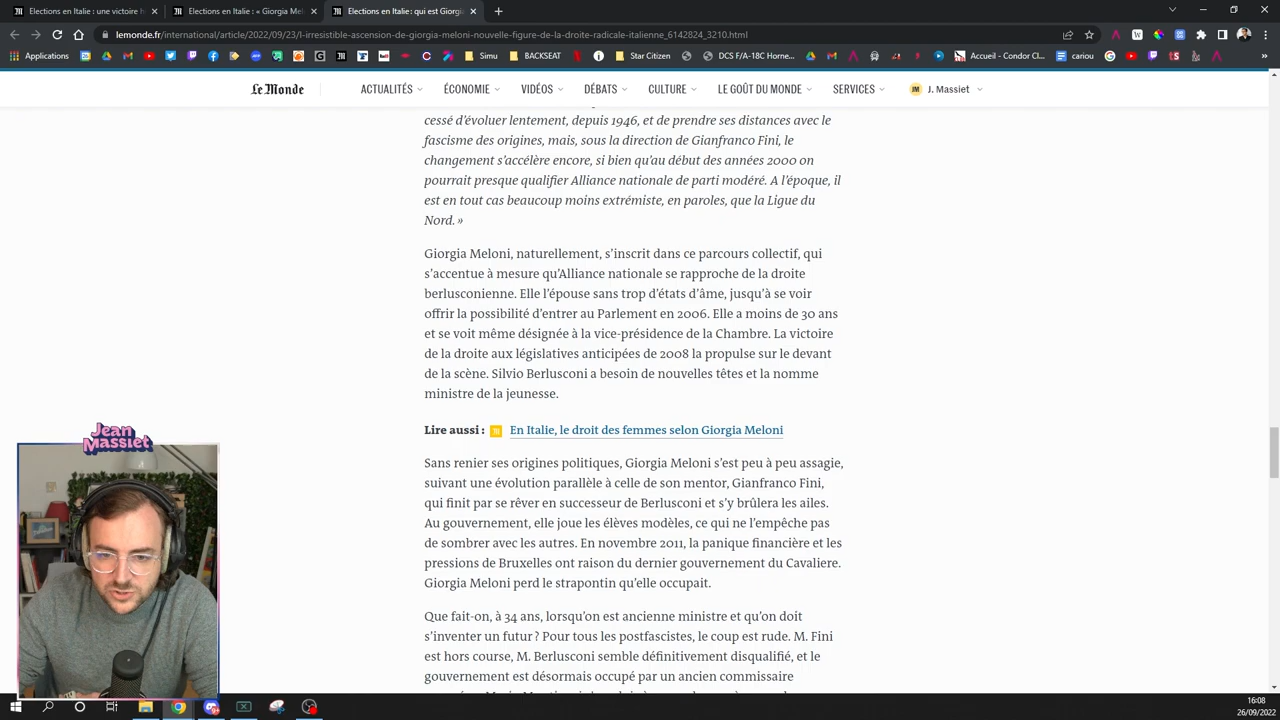 Elections en Italie : une victoire h
Elections en Italie : « Giorgia Mel
Elections en Italie : qui est Giorgi
lemonde.fr/international/article/2022/09/23/l-irresistible-ascension-de-giorgia-meloni-nouvelle-figure-de-la-droite-radicale-italienne_6142824_3210.html
Applications
Simu
BACKSEAT
Star Citizen
DCS F/A-18C Horne...
Accueil - Condor Cl...
cariou
Le Monde
ACTUALITÉS
ÉCONOMIE
VIDÉOS
DÉBATS
CULTURE
LE GOÛT DU MONDE
SERVICES
JM
J. Massiet
cessé d’évoluer lentement, depuis 1946, et de prendre ses distances avec le
fascisme des origines, mais, sous la direction de Gianfranco Fini, le
changement s’accélère encore, si bien qu’au début des années 2000 on
pourrait presque qualifier Alliance nationale de parti modéré. A l’époque, il
est en tout cas beaucoup moins extrémiste, en paroles, que la Ligue du
Nord. »
Giorgia Meloni, naturellement, s’inscrit dans ce parcours collectif, qui
s’accentue à mesure qu’Alliance nationale se rapproche de la droite
berlusconienne. Elle l’épouse sans trop d’états d’âme, jusqu’à se voir
offrir la possibilité d’entrer au Parlement en 2006. Elle a moins de 30 ans
et se voit même désignée à la vice-présidence de la Chambre. La victoire
de la droite aux législatives anticipées de 2008 la propulse sur le devant
de la scène. Silvio Berlusconi a besoin de nouvelles têtes et la nomme
ministre de la jeunesse.
Lire aussi : En Italie, le droit des femmes selon Giorgia Meloni
Sans renier ses origines politiques, Giorgia Meloni s’est peu à peu assagie,
suivant une évolution parallèle à celle de son mentor, Gianfranco Fini,
qui finit par se rêver en successeur de Berlusconi et s’y brûlera les ailes.
Au gouvernement, elle joue les élèves modèles, ce qui ne l’empêche pas
de sombrer avec les autres. En novembre 2011, la panique financière et les
pressions de Bruxelles ont raison du dernier gouvernement du Cavaliere.
Giorgia Meloni perd le strapontin qu’elle occupait.
Que fait-on, à 34 ans, lorsqu’on est ancienne ministre et qu’on doit
s’inventer un futur ? Pour tous les postfascistes, le coup est rude. M. Fini
est hors course, M. Berlusconi semble définitivement disqualifié, et le
gouvernement est désormais occupé par un ancien commissaire
Jean
Massiet
16:08
26/09/2022